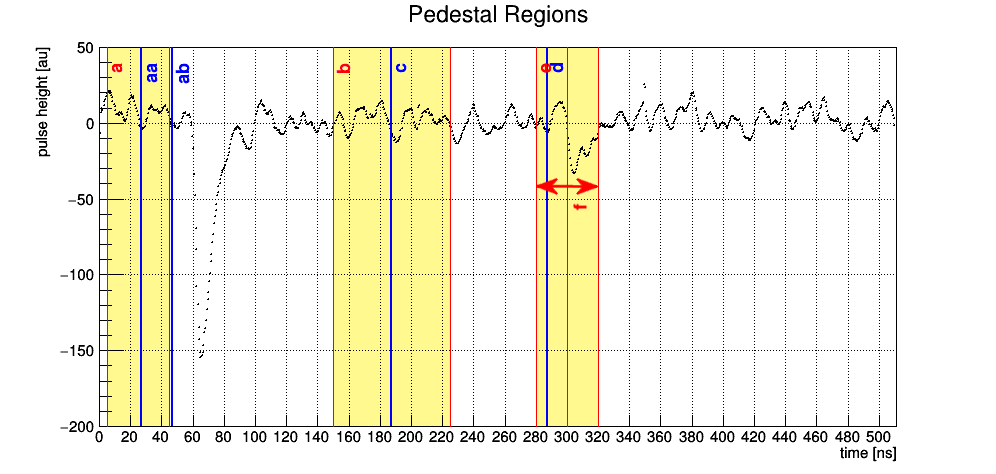 Pedestal Regions
pulse height [au]
50
0
−50
−100
−150
−200
a
aa
ab
b
c
e
d
f
0 20 40 60 80 100 120 140 160 180 200 220 240 260 280 300 320 340 360 380 400 420 440 460 480 500
time [ns]